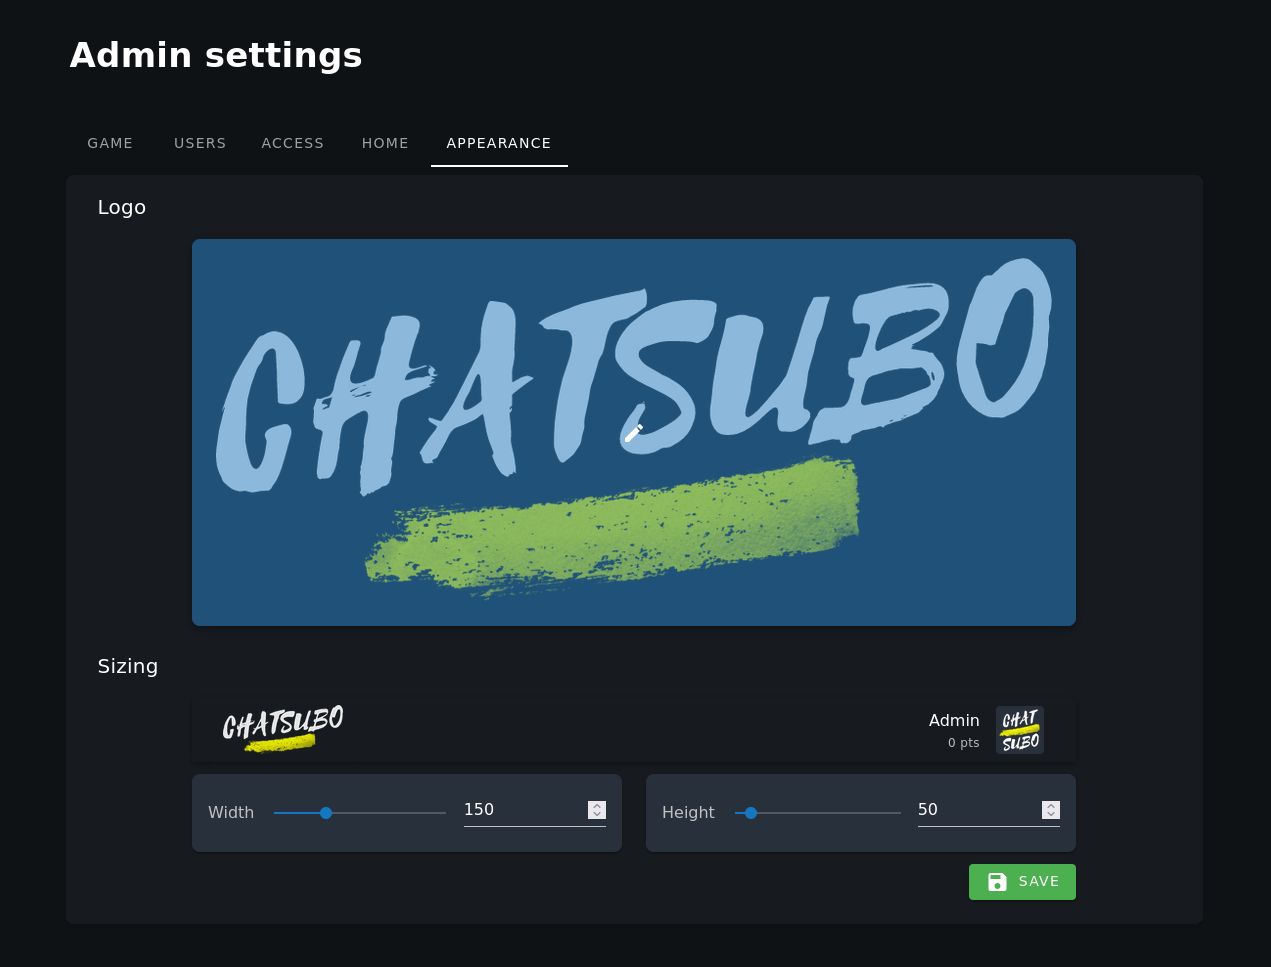 Admin settings
GAME USERS ACCESS HOME APPEARANCE
Logo
CHATSUBO
Sizing
CHATSUBO
Admin
0 pts
CHAT
SUBO
Width 150
Height 50
SAVE